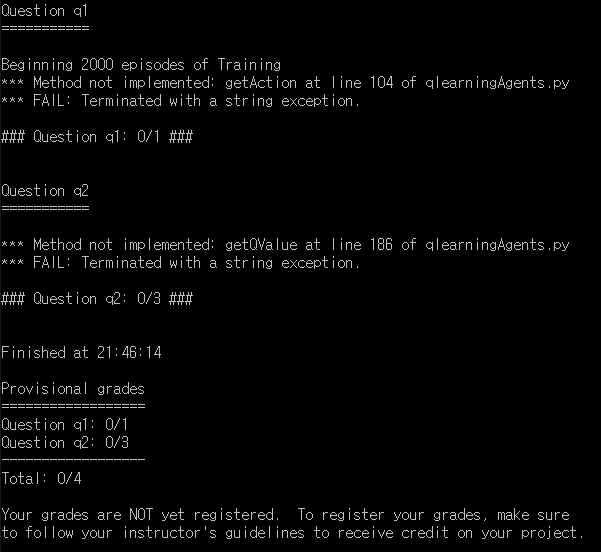 Question q1
===========
Beginning 2000 episodes of Training
*** Method not implemented: getAction at line 104 of qlearningAgents.py
*** FAIL: Terminated with a string exception.
### Question q1: 0/1 ###
Question q2
===========
*** Method not implemented: getQValue at line 186 of qlearningAgents.py
*** FAIL: Terminated with a string exception.
### Question q2: 0/3 ###
Finished at 21:46:14
Provisional grades
==================
Question q1: 0/1
Question q2: 0/3
------------------
Total: 0/4
Your grades are NOT yet registered.  To register your grades, make sure
to follow your instructor's guidelines to receive credit on your project.